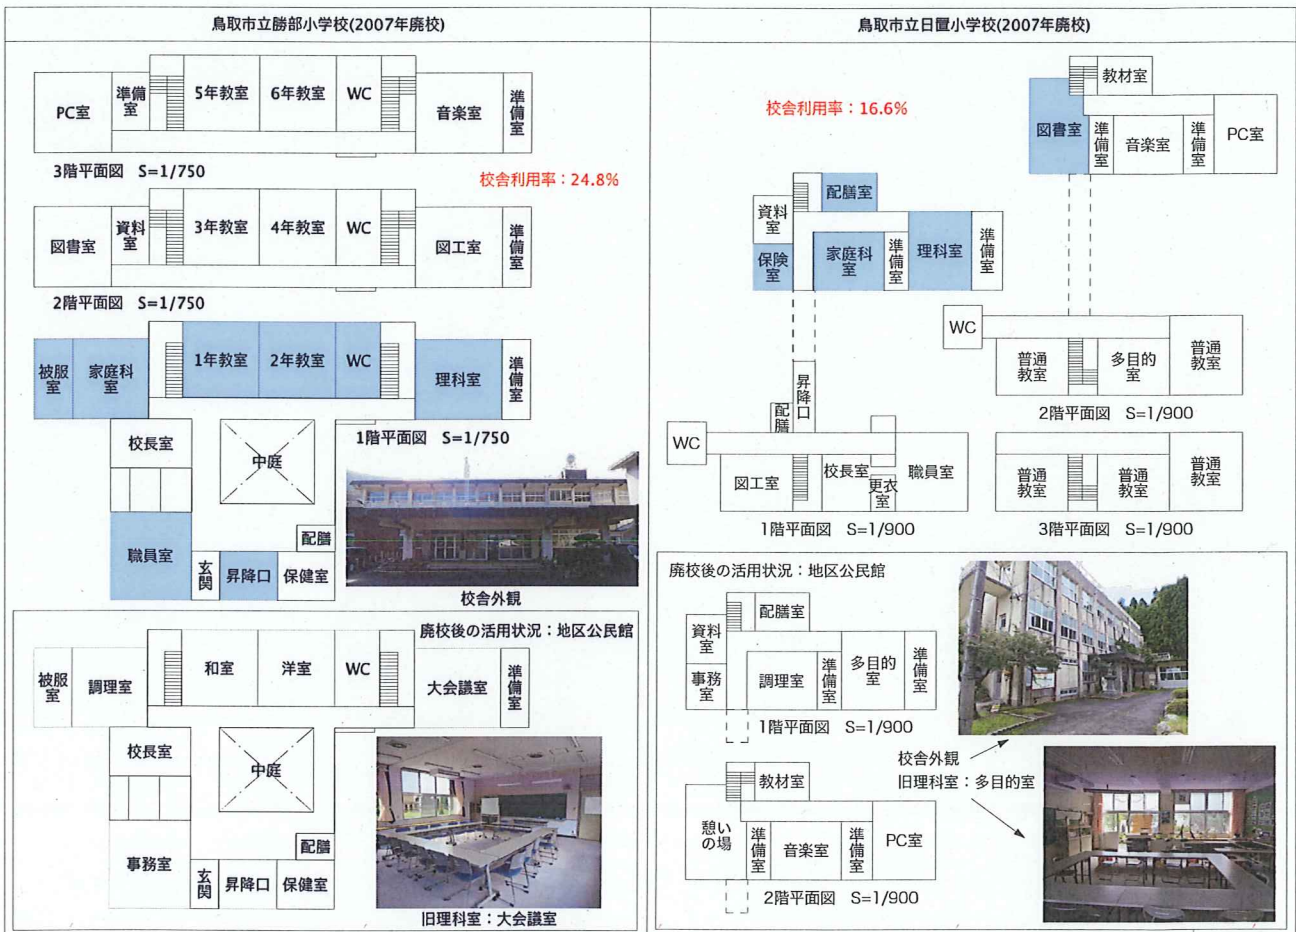 鳥取市立勝部小学校(2007年廃校)
PC室
準備室
5年教室
6年教室
WC
音楽室
準備室
3階平面図 S=1/750
校舎利用率：24.8%
図書室
資料室
3年教室
4年教室
WC
図工室
準備室
2階平面図 S=1/750
被服室
家庭科室
1年教室
2年教室
WC
理科室
準備室
1階平面図 S=1/750
校長室
中庭
職員室
玄関
昇降口
保健室
配膳
校舎外観
廃校後の活用状況：地区公民館
被服室
調理室
和室
洋室
WC
大会議室
準備室
校長室
中庭
事務室
玄関
昇降口
保健室
配膳
旧理科室：大会議室
鳥取市立日置小学校(2007年廃校)
校舎利用率：16.6%
教材室
図書室
準備室
音楽室
準備室
PC室
配膳室
資料室
保険室
家庭科室
準備室
理科室
準備室
WC
普通教室
多目的室
普通教室
2階平面図 S=1/900
昇降口
配膳
WC
図工室
校長室
更衣室
職員室
1階平面図 S=1/900
普通教室
普通教室
普通教室
3階平面図 S=1/900
廃校後の活用状況：地区公民館
配膳室
資料室
事務室
調理室
準備室
多目的室
準備室
1階平面図 S=1/900
校舎外観
旧理科室：多目的室
教材室
憩いの場
準備室
音楽室
準備室
PC室
2階平面図 S=1/900